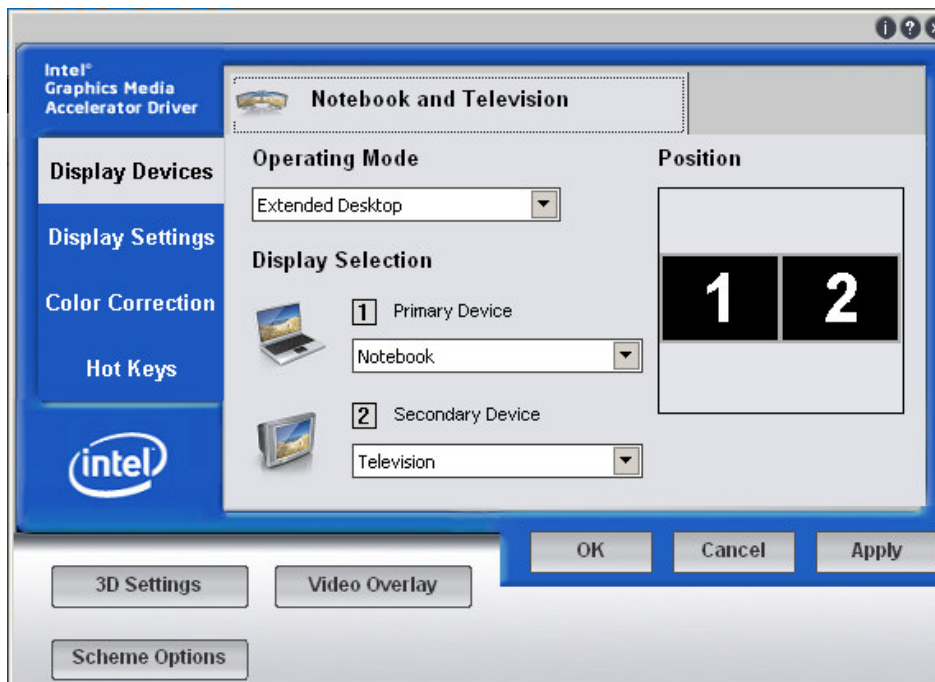 Intel®
Graphics Media
Accelerator Driver
Notebook and Television
Display Devices
Display Settings
Color Correction
Hot Keys
intel
Operating Mode
Extended Desktop
Display Selection
1 Primary Device
Notebook
2 Secondary Device
Television
Position
1 2
OK Cancel Apply
3D Settings Video Overlay
Scheme Options